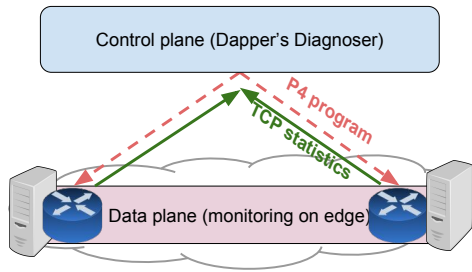 Control plane (Dapper's Diagnoser)
P4 program
TCP statistics
Data plane (monitoring on edge)